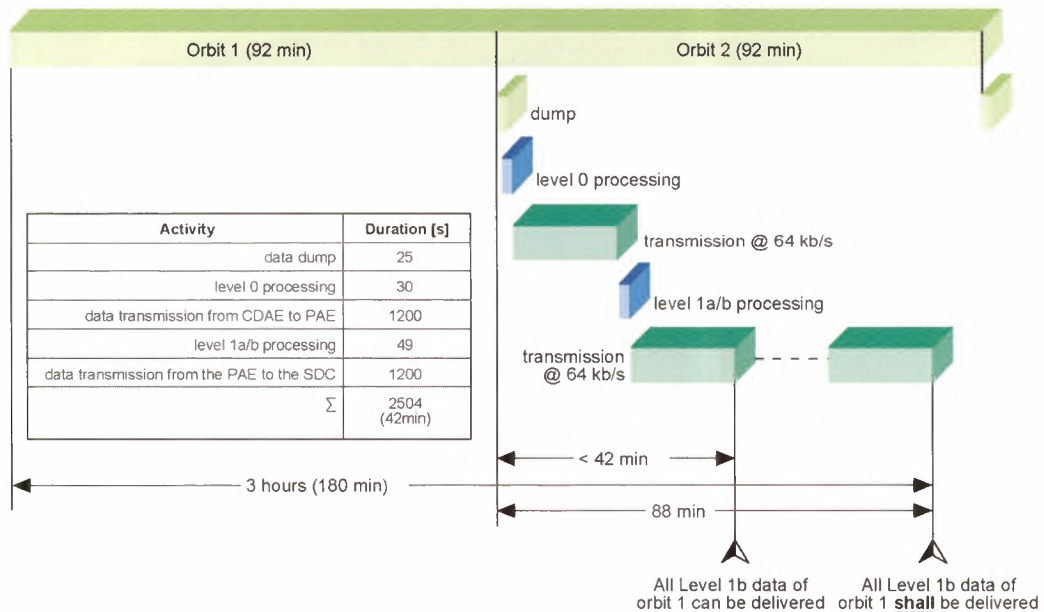 Orbit 1 (92 min)
Orbit 2 (92 min)
dump
level 0 processing
transmission @ 64 kb/s
level 1a/b processing
transmission
@ 64 kb/s
Activity Duration [s]
data dump 25
level 0 processing 30
data transmission from CDAE to PAE 1200
level 1a/b processing 49
data transmission from the PAE to the SDC 1200
Σ 2504
(42min)
< 42 min
3 hours (180 min)
88 min
All Level 1b data of
orbit 1 can be delivered
All Level 1b data of
orbit 1 shall be delivered